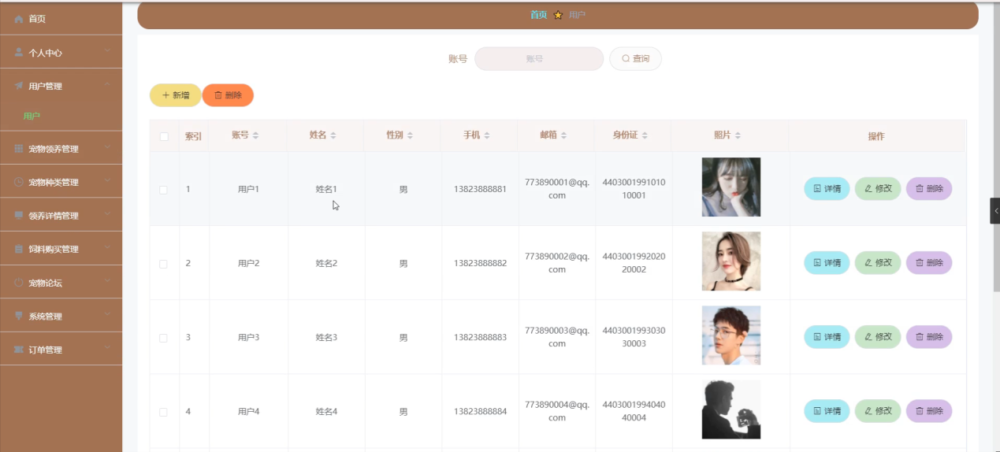 首页
个人中心
用户管理
用户
宠物领养管理
宠物种类管理
领养详情管理
饲料购买管理
宠物论坛
系统管理
订单管理
首页 用户
账号 账号 查询
新增 删除
索引 账号 姓名 性别 手机 邮箱 身份证 照片 操作
1 用户1 姓名1 男 13823888881 773890001@qq.com 440300199101010001 详情 修改 删除
2 用户2 姓名2 男 13823888882 773890002@qq.com 440300199202020002 详情 修改 删除
3 用户3 姓名3 男 13823888883 773890003@qq.com 440300199303030003 详情 修改 删除
4 用户4 姓名4 男 13823888884 773890004@qq.com 440300199404040004 详情 修改 删除